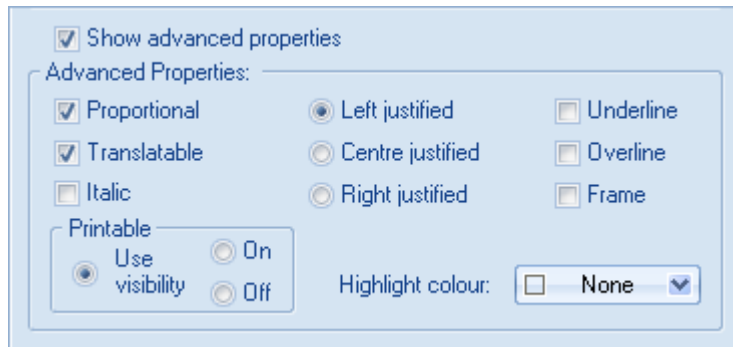 Show advanced properties
Advanced Properties:
Proportional Left justified Underline
Translatable Centre justified Overline
Italic Right justified Frame
Printable
Use visibility On
Off
Highlight colour: None